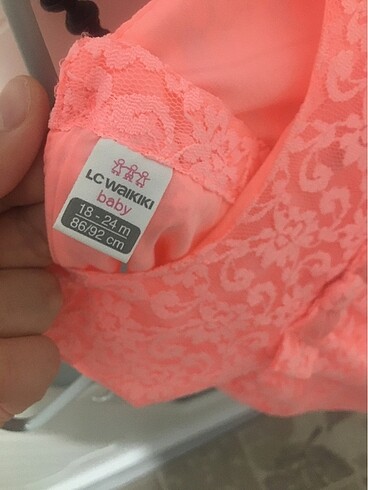 LC WAIKIKI
baby
18 - 24 m
86/92 cm